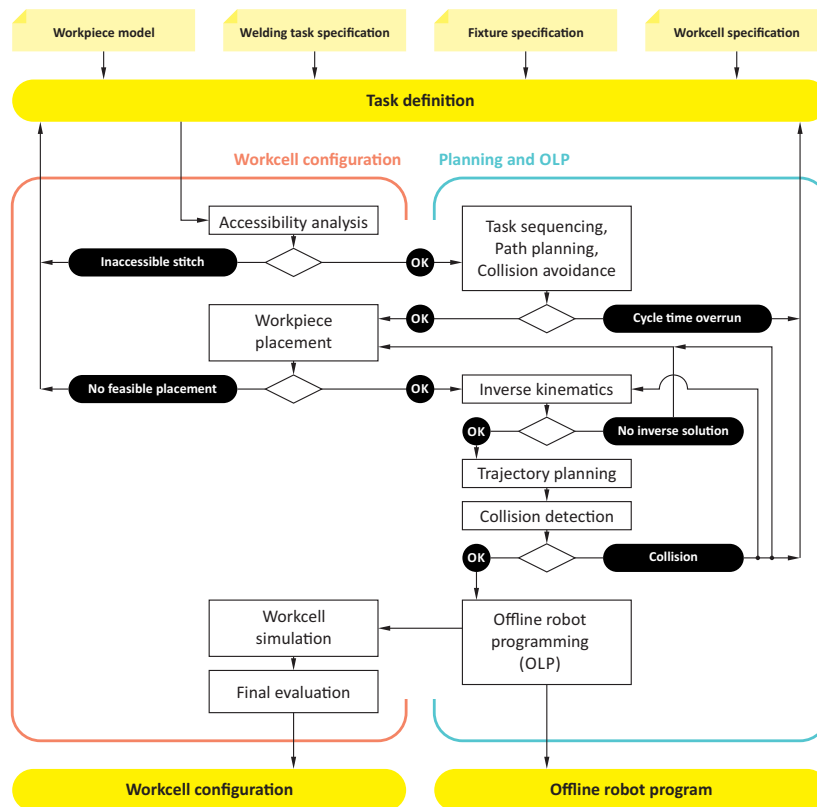 Workpiece model
Welding task specification
Fixture specification
Workcell specification
Task definition
Workcell configuration
Planning and OLP
Accessibility analysis
Task sequencing,
Path planning,
Collision avoidance
Inaccessible stitch
OK
Workpiece
placement
OK
Cycle time overrun
No feasible placement
OK
Inverse kinematics
OK
No inverse solution
Trajectory planning
Collision detection
OK
Collision
Workcell
simulation
Offline robot
programming
(OLP)
Final evaluation
Workcell configuration
Offline robot program